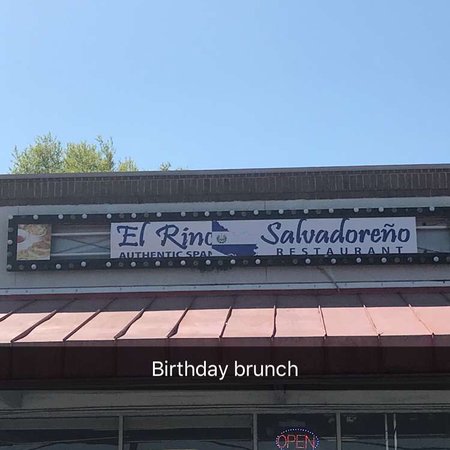 El Rinc Salvadoreño
AUTHENTIC SPA RESTAURANT
Birthday brunch
OPEN